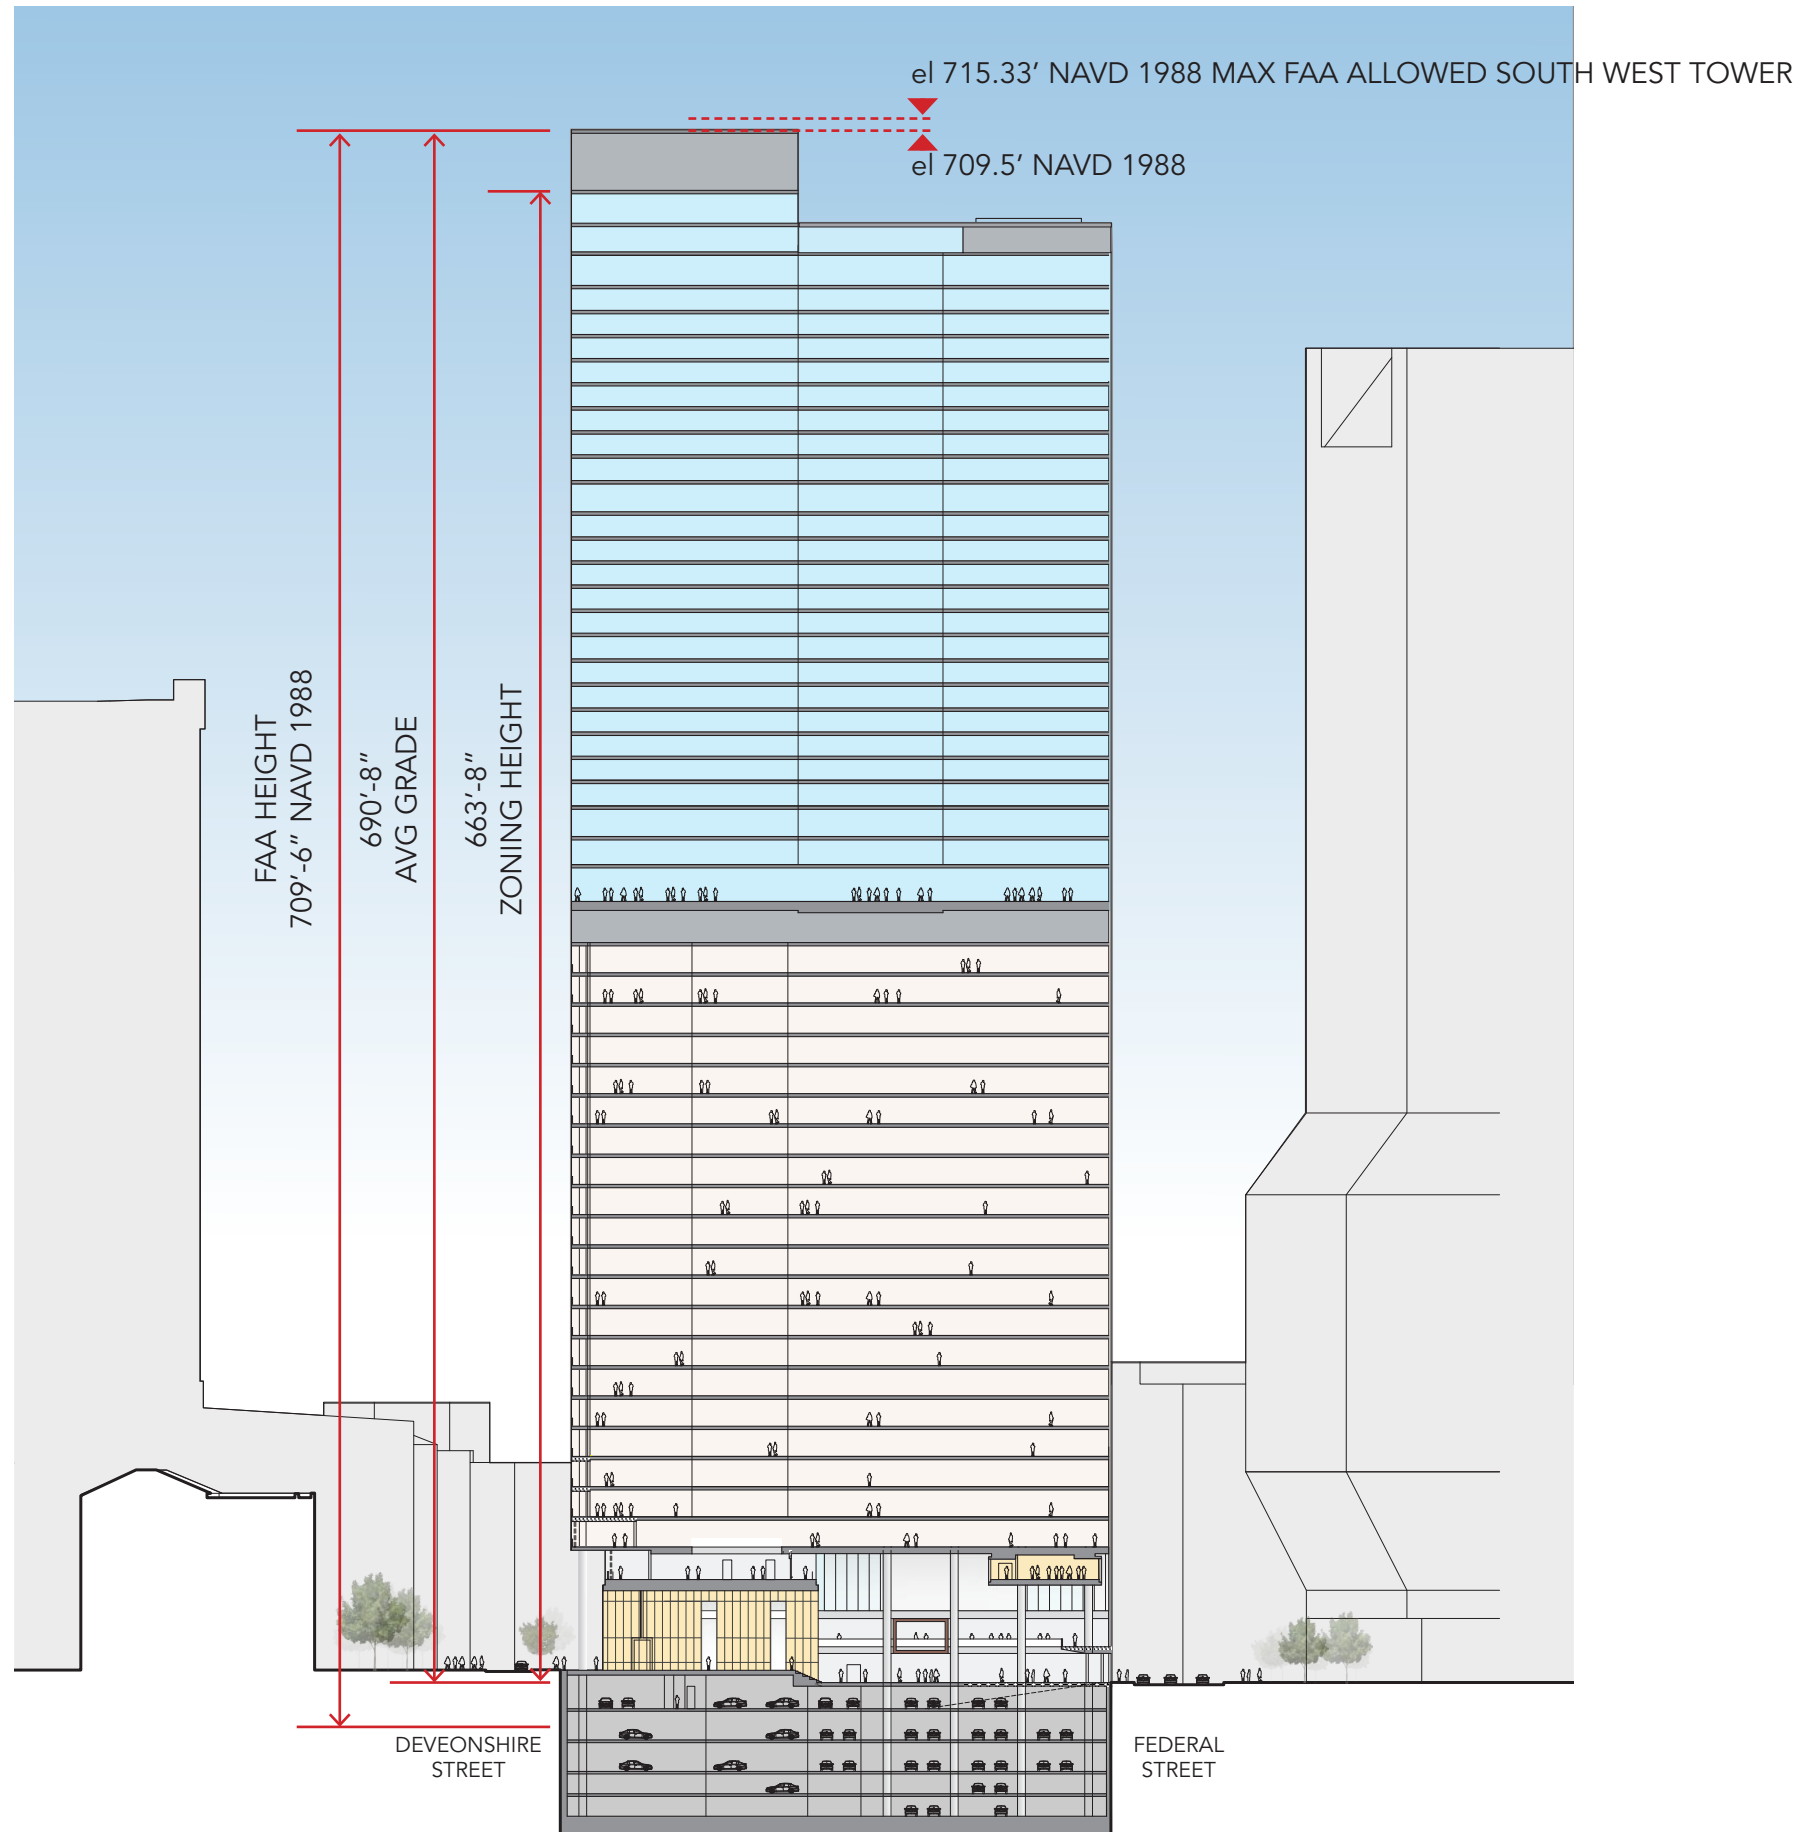 el 715.33’ NAVD 1988 MAX FAA ALLOWED SOUTH WEST TOWER
el 709.5’ NAVD 1988
FAA HEIGHT
709’-6” NAVD 1988
690’-8”
AVG GRADE
663’-8”
ZONING HEIGHT
DEVEONSHIRE
STREET
FEDERAL
STREET